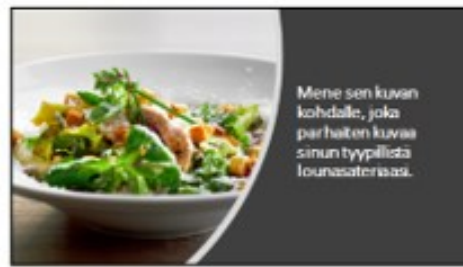 Mene sen kuvan
kohdalle, joka
parhaiten kuvaa
sinun tyypillistä
lounasateriaasi.